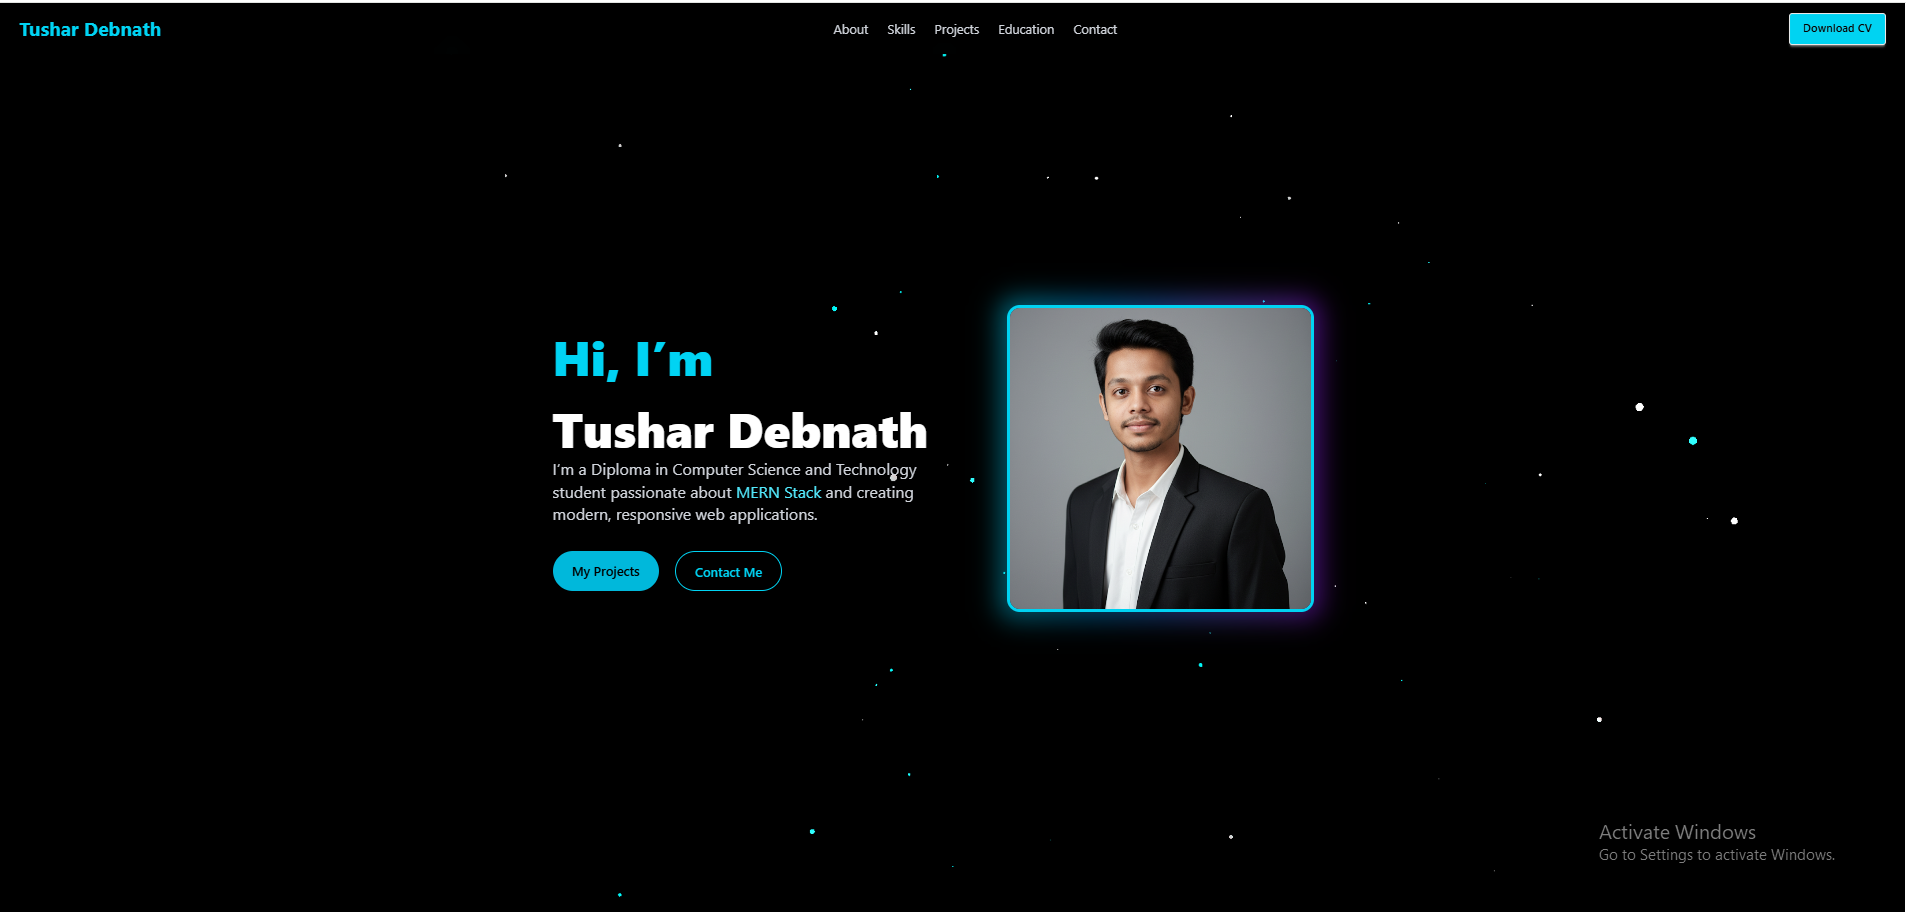 Tushar Debnath
About Skills Projects Education Contact
Download CV
Hi, I’m
Tushar Debnath
I’m a Diploma in Computer Science and Technology
student passionate about MERN Stack and creating
modern, responsive web applications.
My Projects
Contact Me
Activate Windows
Go to Settings to activate Windows.